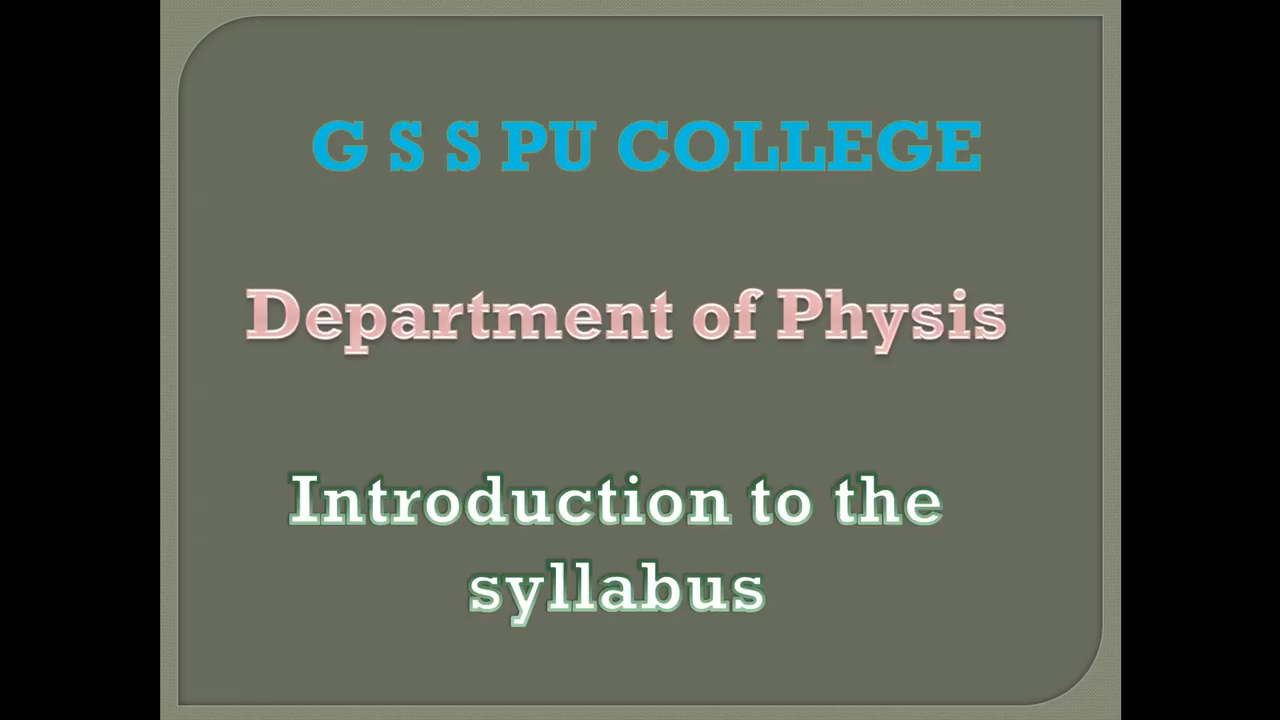 G S S PU COLLEGE
Department of Physis
Introduction to the
syllabus